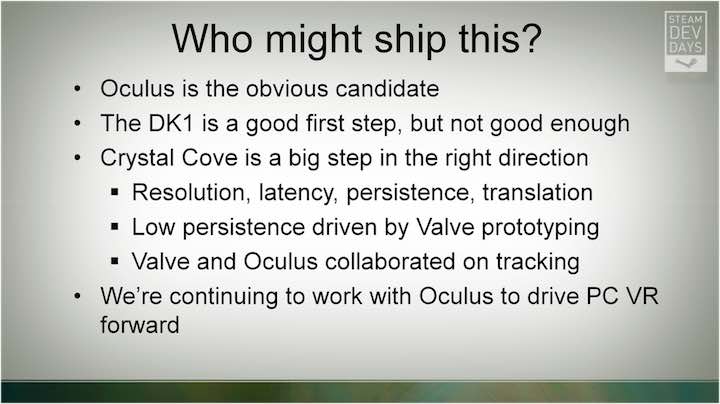 Who might ship this?
STEAM
DEV
DAYS
• Oculus is the obvious candidate
• The DK1 is a good first step, but not good enough
• Crystal Cove is a big step in the right direction
▪ Resolution, latency, persistence, translation
▪ Low persistence driven by Valve prototyping
▪ Valve and Oculus collaborated on tracking
• We’re continuing to work with Oculus to drive PC VR
forward